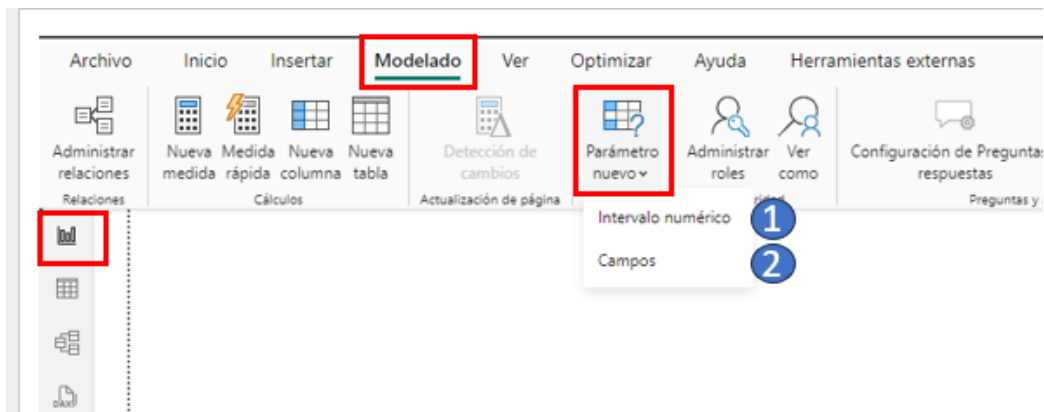 Archivo Inicio Insertar Modelado Ver Optimizar Ayuda Herramientas externas
Administrar relaciones
Nueva medida
Medida rápida
Nueva columna
Nueva tabla
Detección de cambios
Parámetro nuevo
Administrar roles
Ver como
Configuración de Preguntas
respuestas
Relaciones
Cálculos
Actualización de página
Preguntas y
Intervalo numérico 1
Campos 2